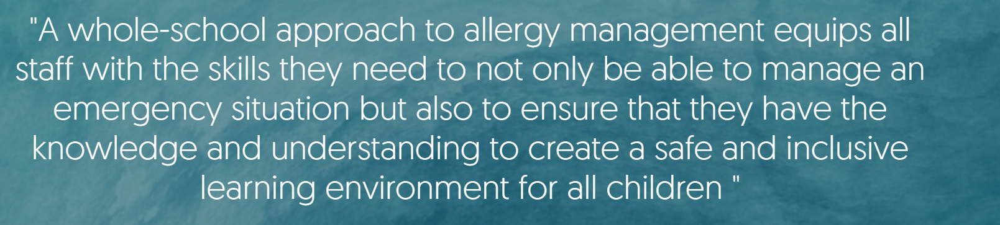 "A whole-school approach to allergy management equips all
staff with the skills they need to not only be able to manage an
emergency situation but also to ensure that they have the
knowledge and understanding to create a safe and inclusive
learning environment for all children "